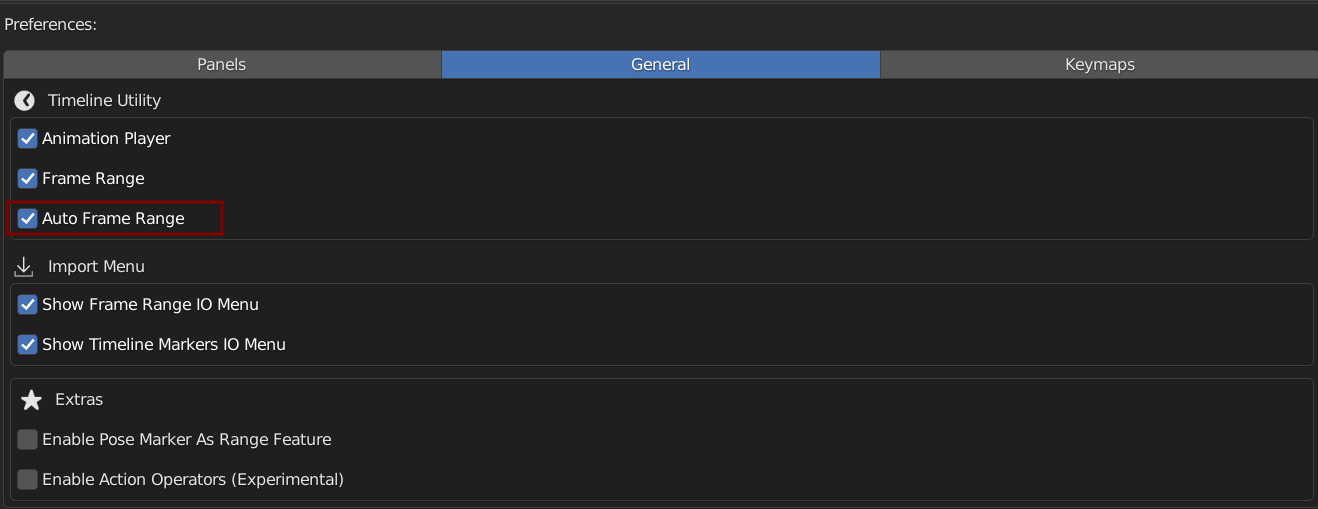 Preferences:
Panels General Keymaps
Timeline Utility
Animation Player
Frame Range
Auto Frame Range
Import Menu
Show Frame Range IO Menu
Show Timeline Markers IO Menu
Extras
Enable Pose Marker As Range Feature
Enable Action Operators (Experimental)